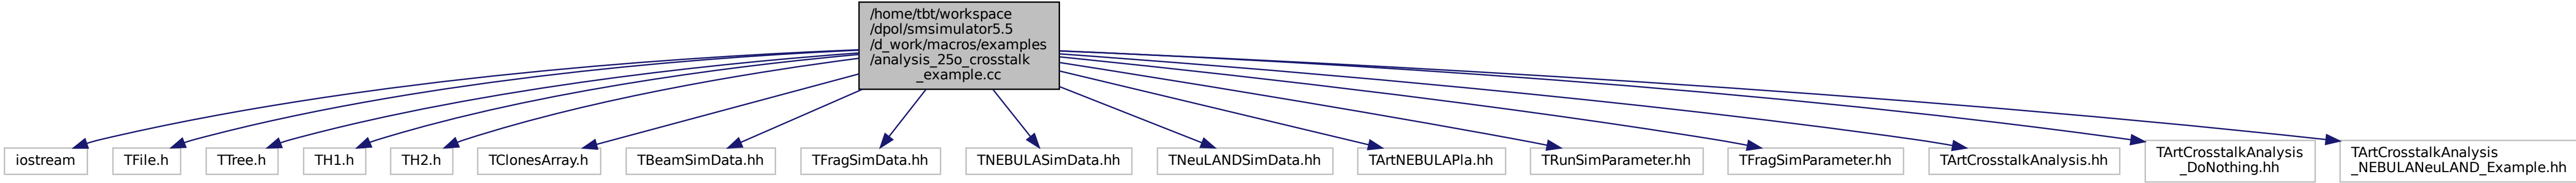 /home/tbt/workspace
/dpol/smsimulator5.5
/d_work/macros/examples
/analysis_25o_crosstalk
_example.cc
iostream
TFile.h
TTree.h
TH1.h
TH2.h
TClonesArray.h
TBeamSimData.hh
TFragSimData.hh
TNEBULASimData.hh
TNeuLANDSimData.hh
TArtNEBULAPla.hh
TRunSimParameter.hh
TFragSimParameter.hh
TArtCrosstalkAnalysis.hh
TArtCrosstalkAnalysis
_DoNothing.hh
TArtCrosstalkAnalysis
_NEBULANeuLAND_Example.hh